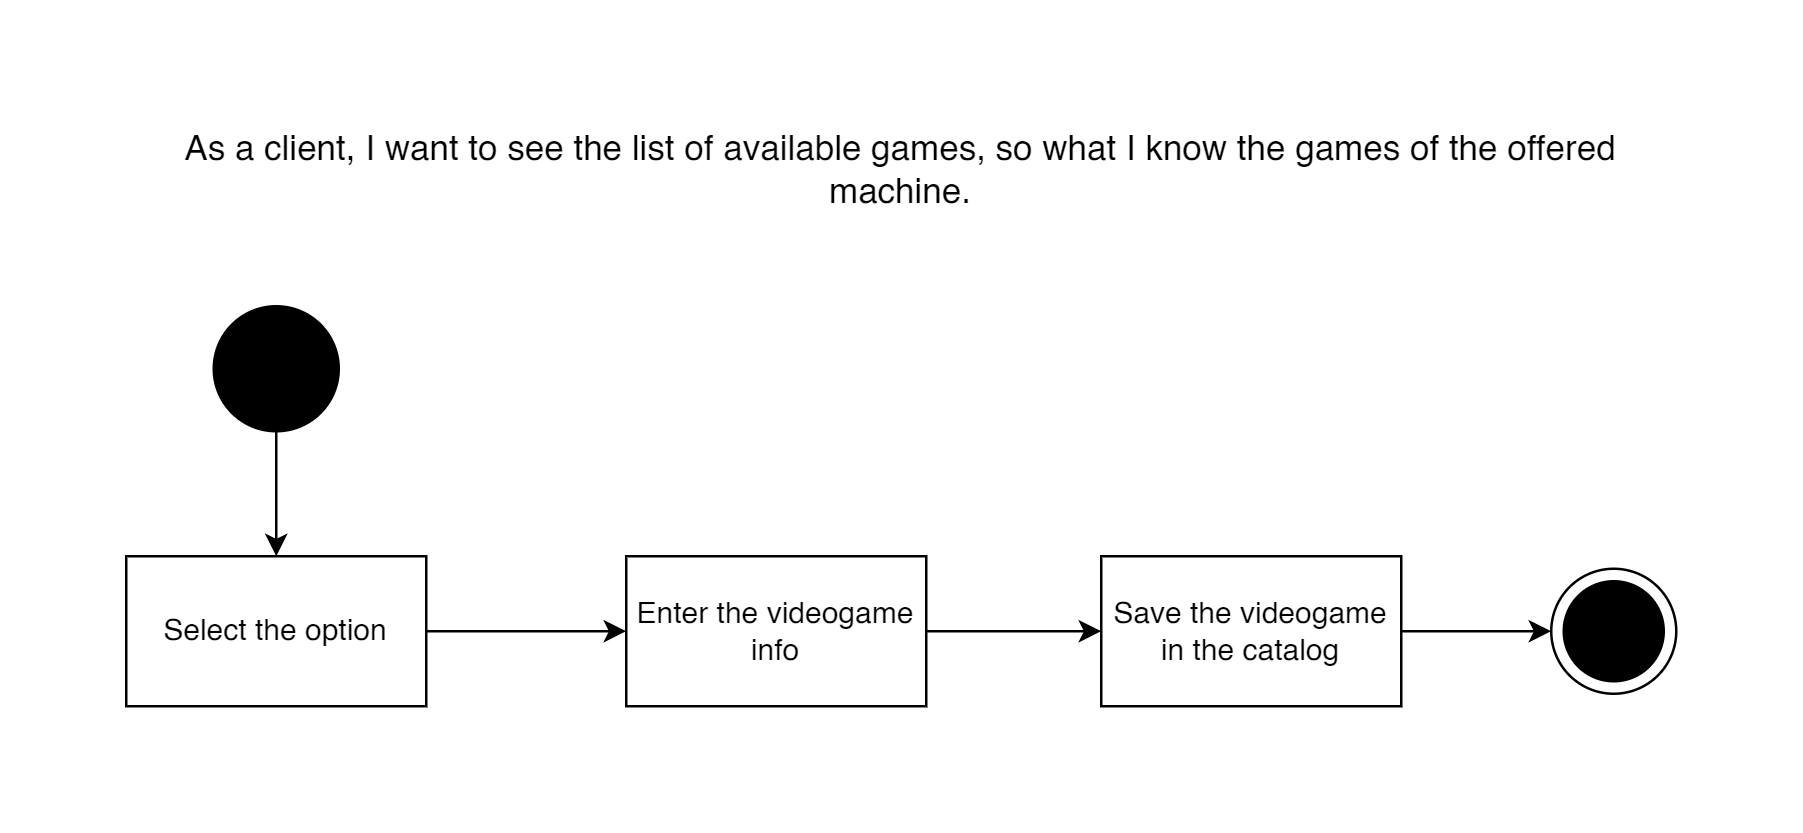 As a client, I want to see the list of available games, so what I know the games of the offered
machine.
Select the option
Enter the videogame
info
Save the videogame
in the catalog